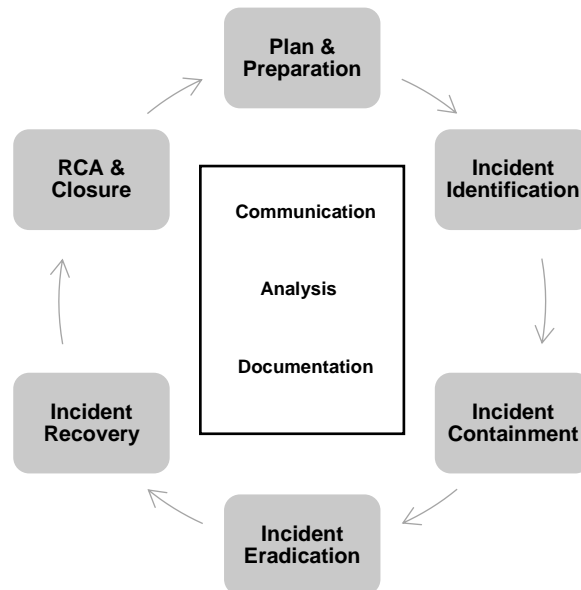 Plan &
Preparation
RCA &
Closure
Incident
Identification
Communication
Analysis
Documentation
Incident
Recovery
Incident
Containment
Incident
Eradication